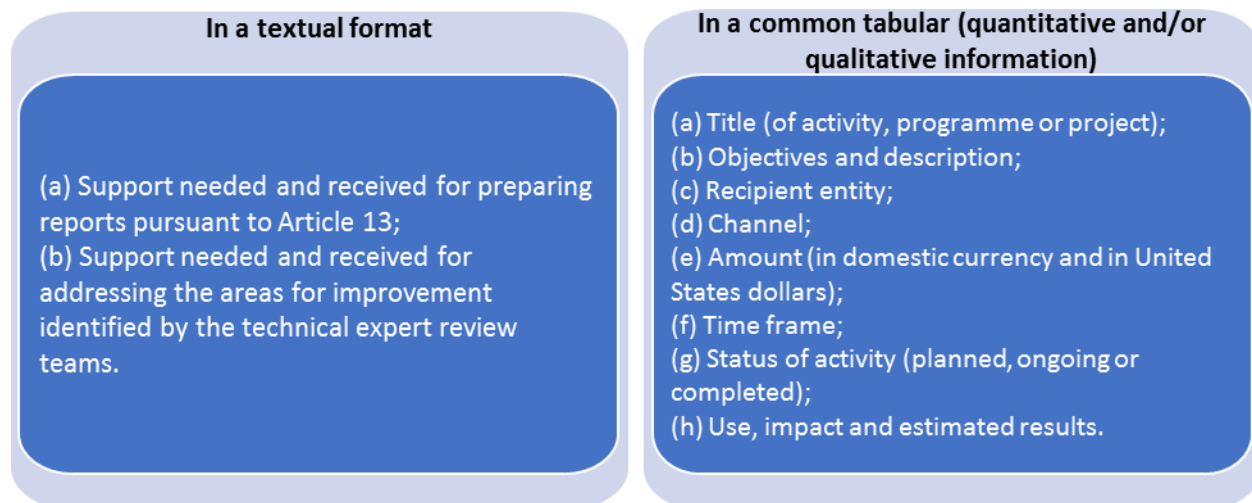 In a textual format
(a) Support needed and received for preparing
reports pursuant to Article 13;
(b) Support needed and received for
addressing the areas for improvement
identified by the technical expert review
teams.
In a common tabular (quantitative and/or
qualitative information)
(a) Title (of activity, programme or project);
(b) Objectives and description;
(c) Recipient entity;
(d) Channel;
(e) Amount (in domestic currency and in United
States dollars);
(f) Time frame;
(g) Status of activity (planned, ongoing or
completed);
(h) Use, impact and estimated results.